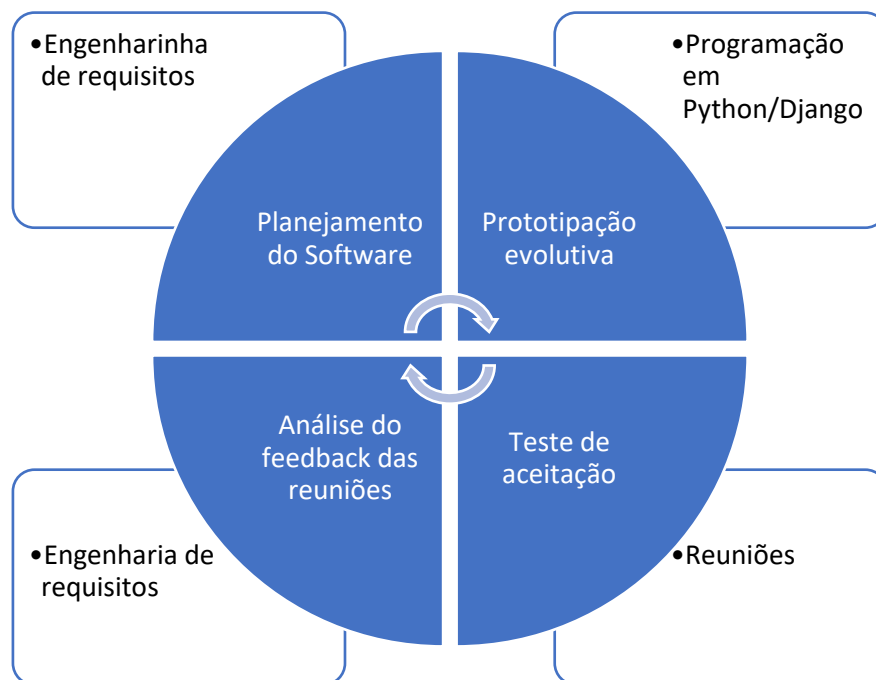 •Engenharinha
de requisitos
•Programação
em
Python/Django
Planejamento
do Software
Prototipação
evolutiva
Análise do
feedback das
reuniões
Teste de
aceitação
•Engenharia de
requisitos
•Reuniões